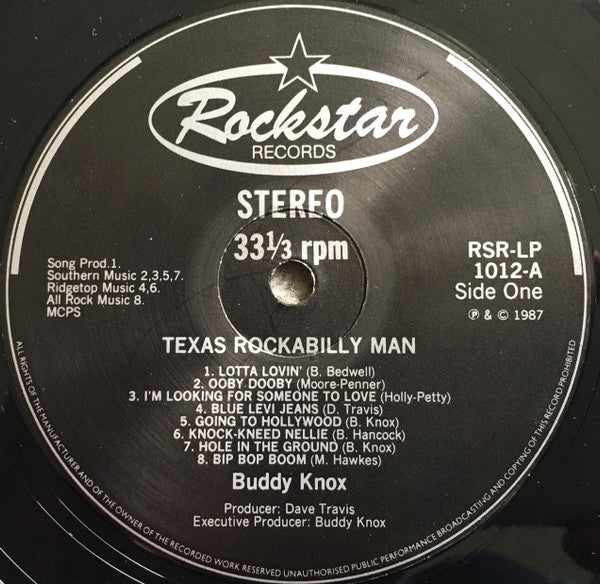 Rockstar
RECORDS
STEREO
33⅓ rpm
Song Prod.1.
Southern Music 2,3,5,7.
Ridgetop Music 4,6.
All Rock Music 8.
MCPS
RSR-LP
1012-A
Side One
℗ & © 1987
TEXAS ROCKABILLY MAN
1. LOTTA LOVIN' (B. Bedwell)
2. OOBY DOOBY (Moore-Penner)
3. I'M LOOKING FOR SOMEONE TO LOVE (Holly-Petty)
4. BLUE LEVI JEANS (D. Travis)
5. GOING TO HOLLYWOOD (B. Knox)
6. KNOCK-KNEED NELLIE (B. Hancock)
7. HOLE IN THE GROUND (B. Knox)
8. BIP BOP BOOM (M. Hawkes)
Buddy Knox
Producer: Dave Travis
Executive Producer: Buddy Knox
ALL RIGHTS OF THE MANUFACTURER AND OF THE OWNER OF THE RECORDED WORK RESERVED UNAUTHORISED PUBLIC PERFORMANCE BROADCASTING AND COPYING OF THIS RECORD PROHIBITED